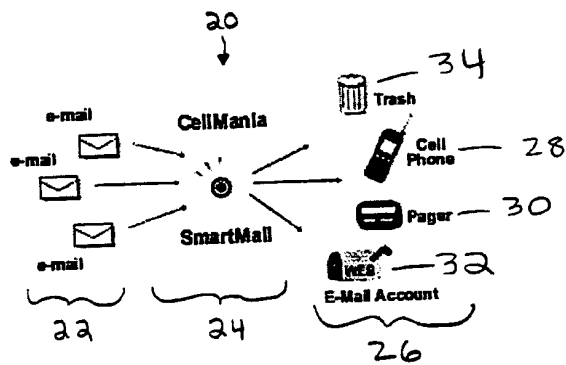 20
34
Trash
e-mail
CellMania
Cell
Phone
28
e-mail
Pager
30
SmartMail
e-mail
WEB
32
E-Mail Account
22
24
26